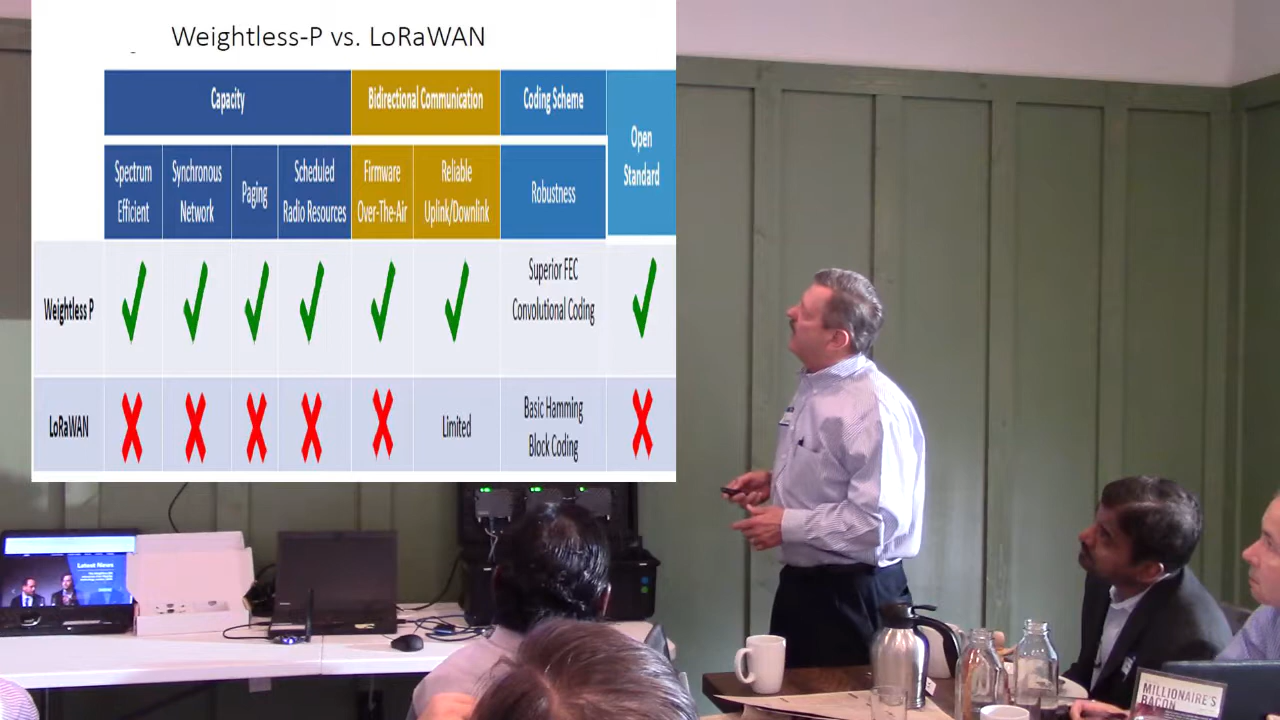 Weightless-P vs. LoRaWAN
Capacity
Bidirectional Communication
Coding Scheme
Open
Standard
Spectrum
Efficient
Synchronous
Network
Paging
Scheduled
Radio Resources
Firmware
Over-The-Air
Reliable
Uplink/Downlink
Robustness
Weightless P
Superior FEC
Convolutional Coding
LoRaWAN
Limited
Basic Hamming
Block Coding
Latest News
MILLIONAIRE'S
BACON